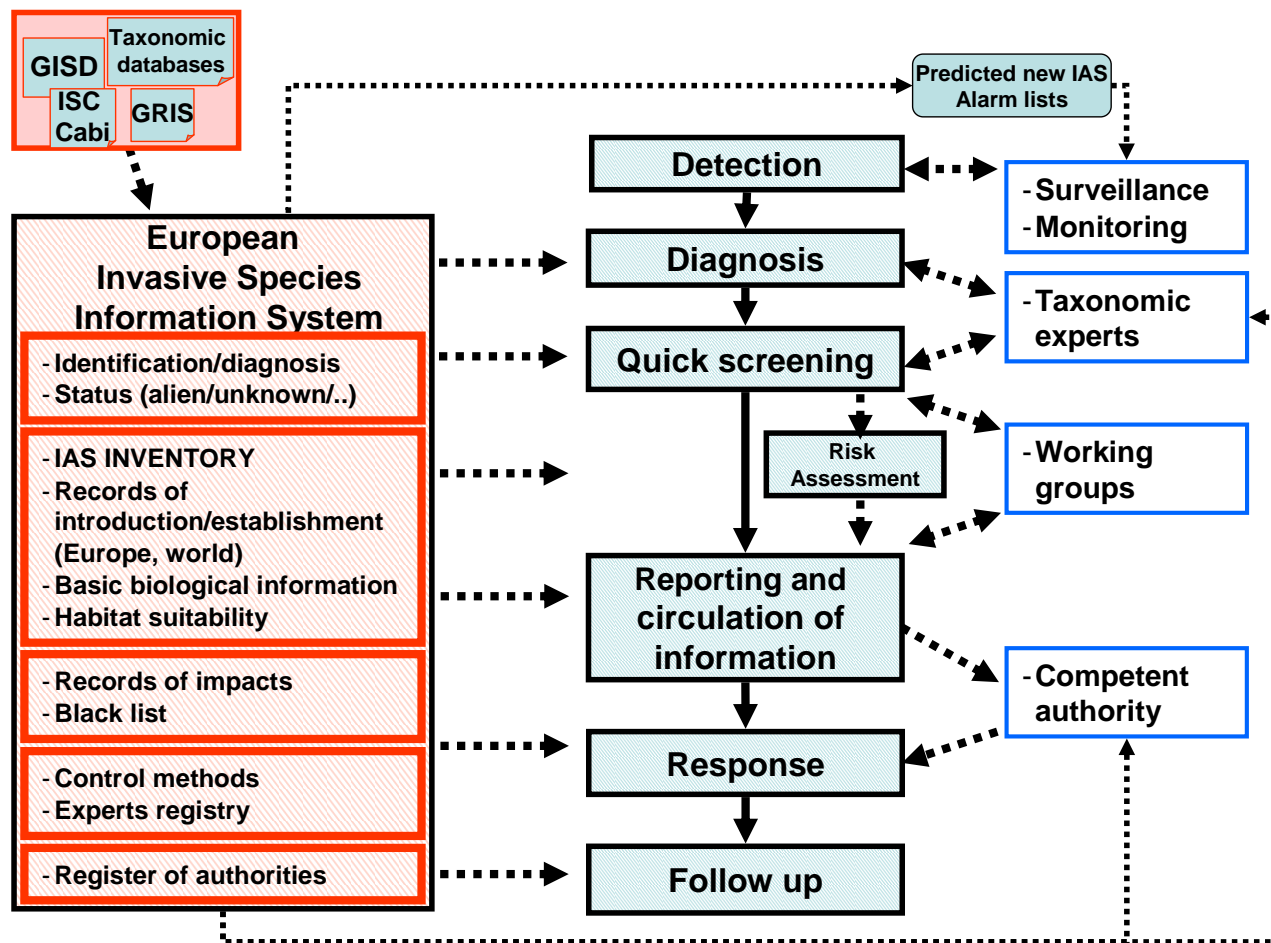 GISD
Taxonomic
databases
ISC
Cabi
GRIS
Predicted new IAS
Alarm lists
European
Invasive Species
Information System
- Identification/diagnosis
- Status (alien/unknown/..)
- IAS INVENTORY
- Records of
introduction/establishment
(Europe, world)
- Basic biological information
- Habitat suitability
- Records of impacts
- Black list
- Control methods
- Experts registry
- Register of authorities
Detection
Diagnosis
Quick screening
Risk
Assessment
Reporting and
circulation of
information
Response
Follow up
- Surveillance
- Monitoring
- Taxonomic
experts
- Working
groups
- Competent
authority